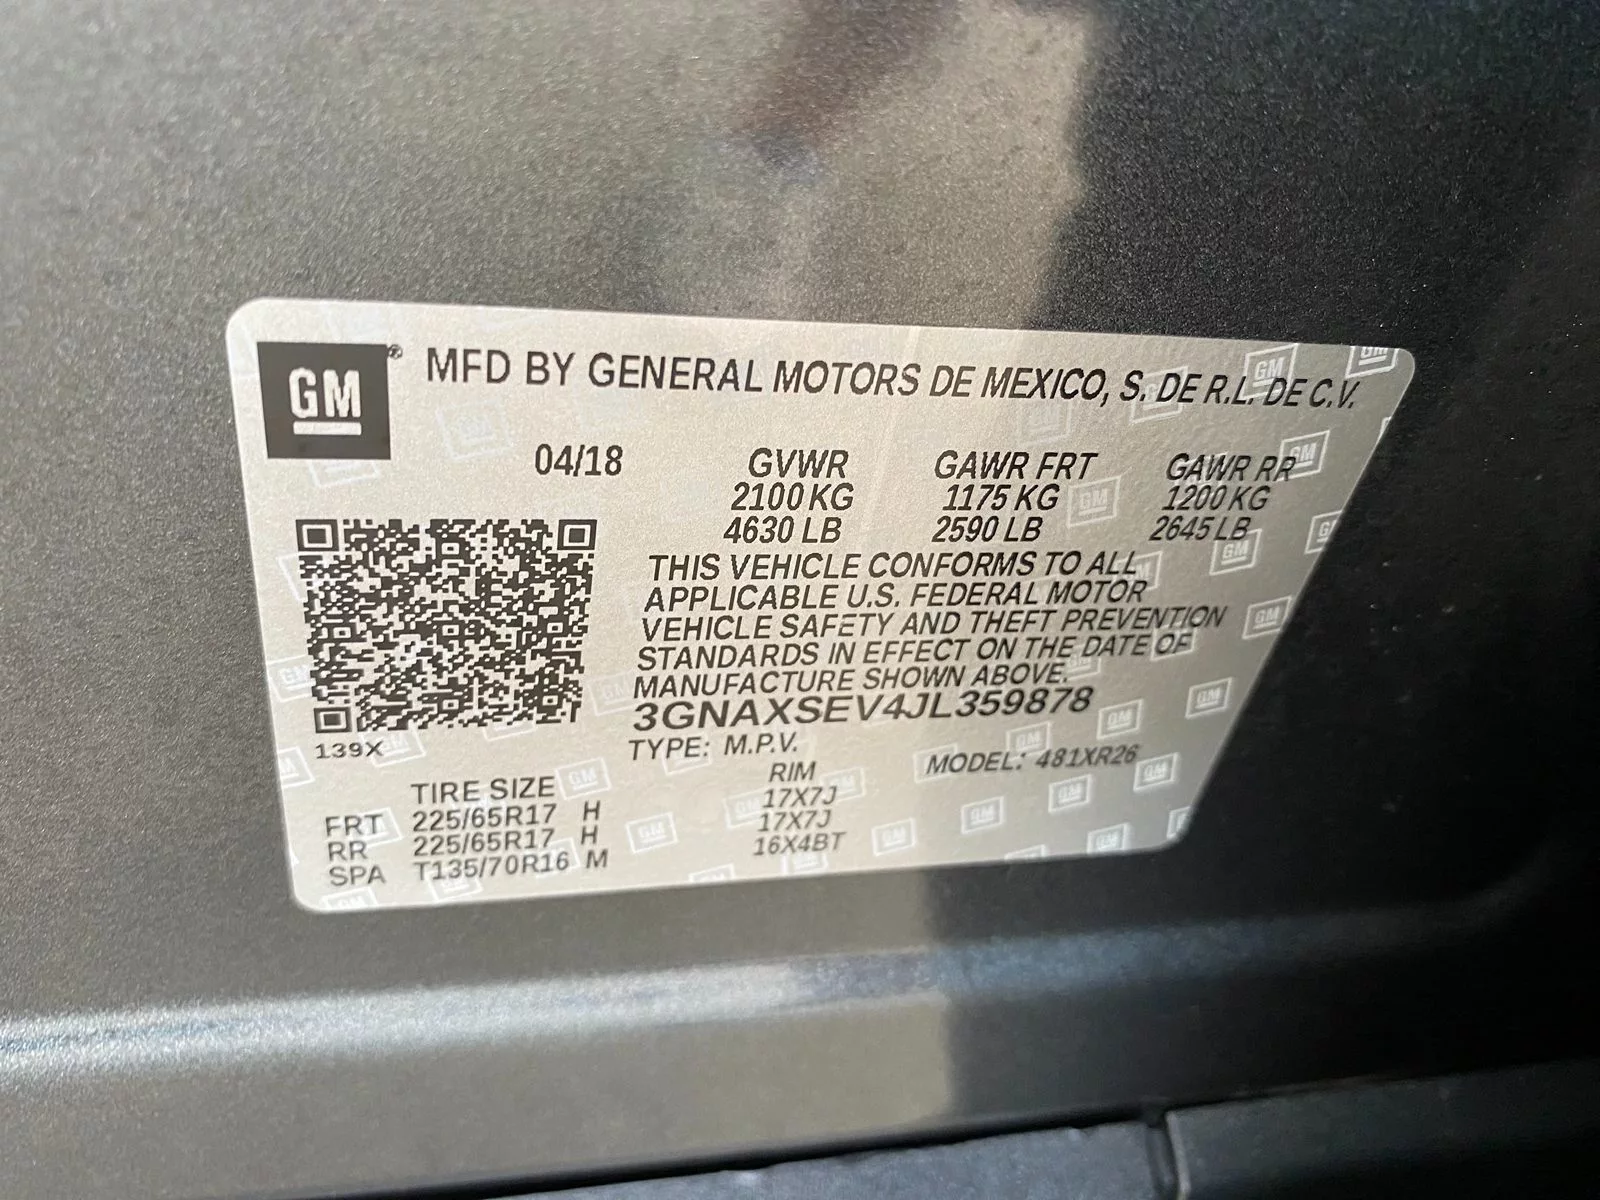 GM ® MFD BY GENERAL MOTORS DE MEXICO, S. DE R.L. DE C.V.
04/18 GVWR GAWR FRT GAWR RR
2100 KG 1175 KG 1200 KG
4630 LB 2590 LB 2645 LB
THIS VEHICLE CONFORMS TO ALL
APPLICABLE U.S. FEDERAL MOTOR
VEHICLE SAFETY AND THEFT PREVENTION
STANDARDS IN EFFECT ON THE DATE OF
MANUFACTURE SHOWN ABOVE.
3GNAXSEV4JL359878
139X TYPE: M.P.V. MODEL: 481XR26
TIRE SIZE RIM
FRT 225/65R17 H 17X7J
RR 225/65R17 H 17X7J
SPA T135/70R16 M 16X4BT